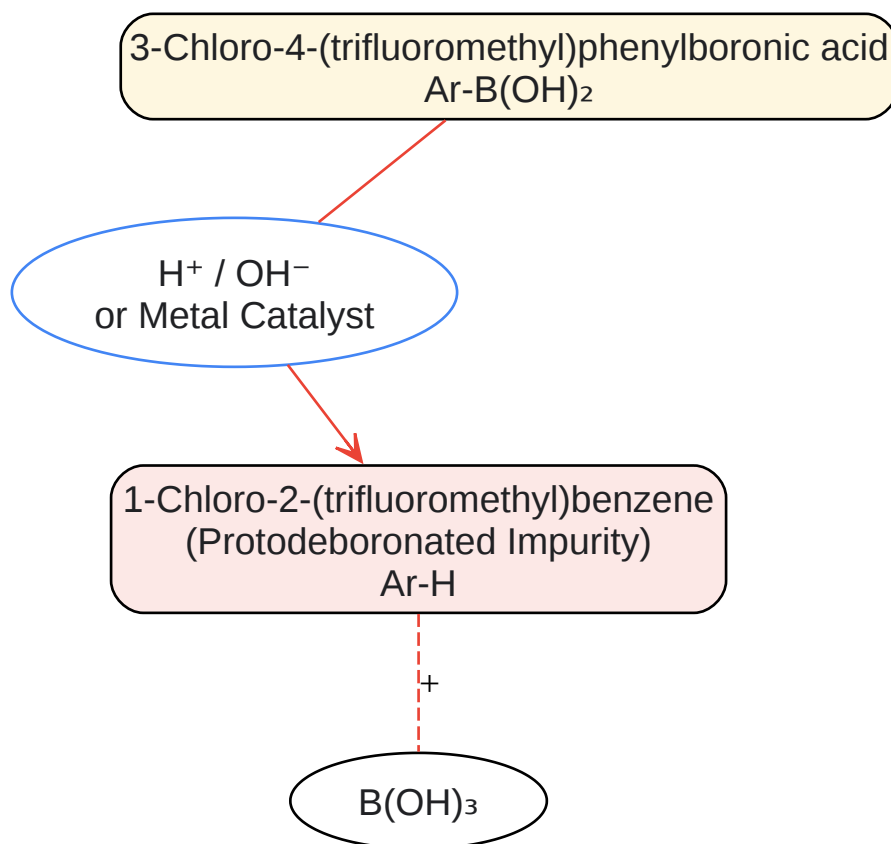 3-Chloro-4-(trifluoromethyl)phenylboronic acid
Ar-B(OH)₂
H⁺ / OH⁻
or Metal Catalyst
1-Chloro-2-(trifluoromethyl)benzene
(Protodeboronated Impurity)
Ar-H
+
B(OH)₃